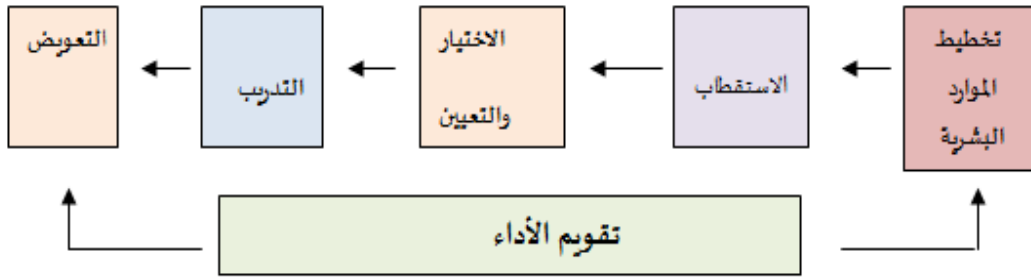 تخطيط
الموارد
البشرية
الاستقطاب
الاختيار
والتعيين
التدريب
التعويض
تقويم الأداء